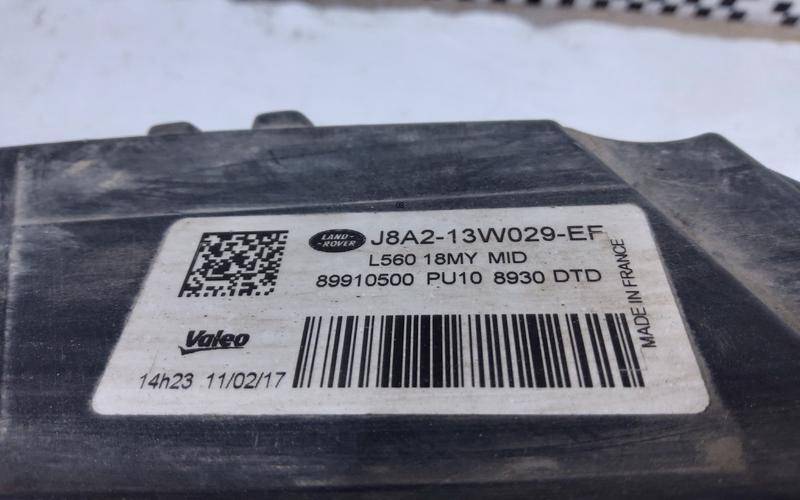 LAND-
-ROVER
J8A2-13W029-EF
L560 18MY MID
89910500 PU10 8930 DTD
Valeo
14h23 11/02/17
MADE IN FRANCE